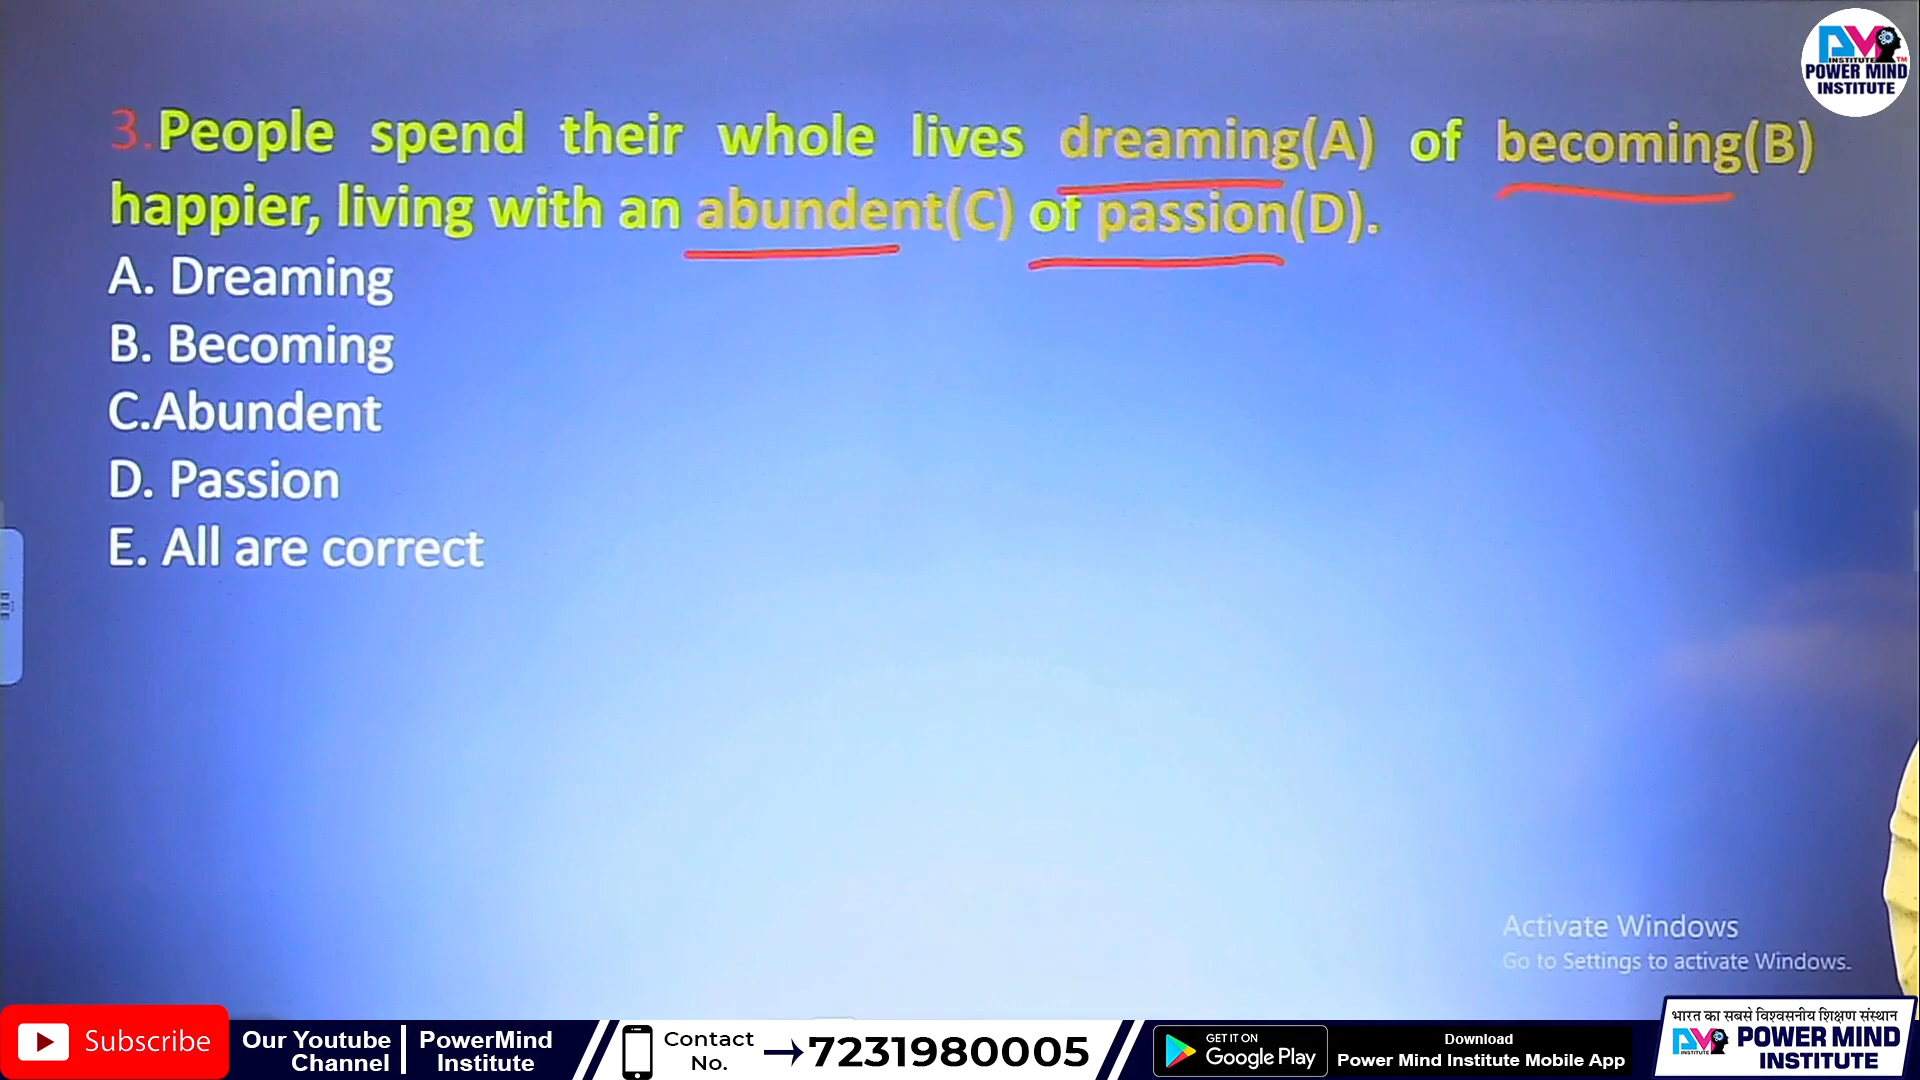 INSTITUTE TM
POWER MIND
INSTITUTE
3.People spend their whole lives dreaming(A) of becoming(B)
happier, living with an abundent(C) of passion(D).
A. Dreaming
B. Becoming
C.Abundent
D. Passion
E. All are correct
Activate Windows
Go to Settings to activate Windows.
Subscribe
Our Youtube
Channel
PowerMind
Institute
Contact
No.
7231980005
GET IT ON
Google Play
Download
Power Mind Institute Mobile App
भारत का सबसे विश्वसनीय शिक्षण संस्थान
INSTITUTE
POWER MIND
INSTITUTE